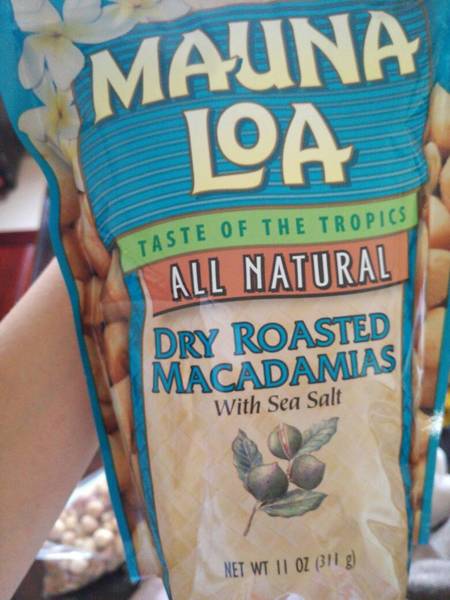 MAUNA
LOA
TASTE OF THE TROPICS
ALL NATURAL
DRY ROASTED
MACADAMIAS
With Sea Salt
NET WT 11 OZ (311 g)